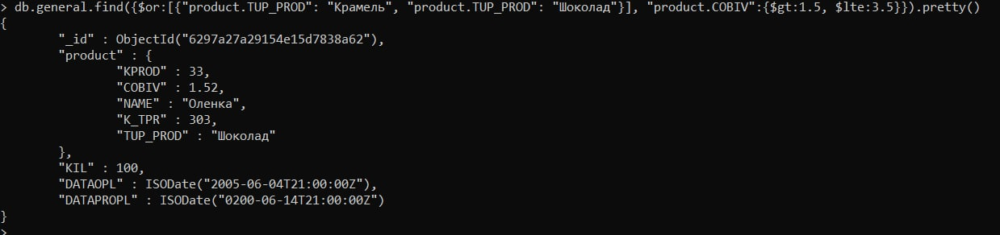 > db.general.find({$or:[{"product.TUP_PROD": "Крамель", "product.TUP_PROD": "Шоколад"}], "product.COBIV":{$gt:1.5, $lte:3.5}}).pretty()
{
        "_id" : ObjectId("6297a27a29154e15d7838a62"),
        "product" : {
                "KPROD" : 33,
                "COBIV" : 1.52,
                "NAME" : "Оленка",
                "K_TPR" : 303,
                "TUP_PROD" : "Шоколад"
        },
        "KIL" : 100,
        "DATAOPL" : ISODate("2005-06-04T21:00:00Z"),
        "DATAPROPL" : ISODate("0200-06-14T21:00:00Z")
}
>